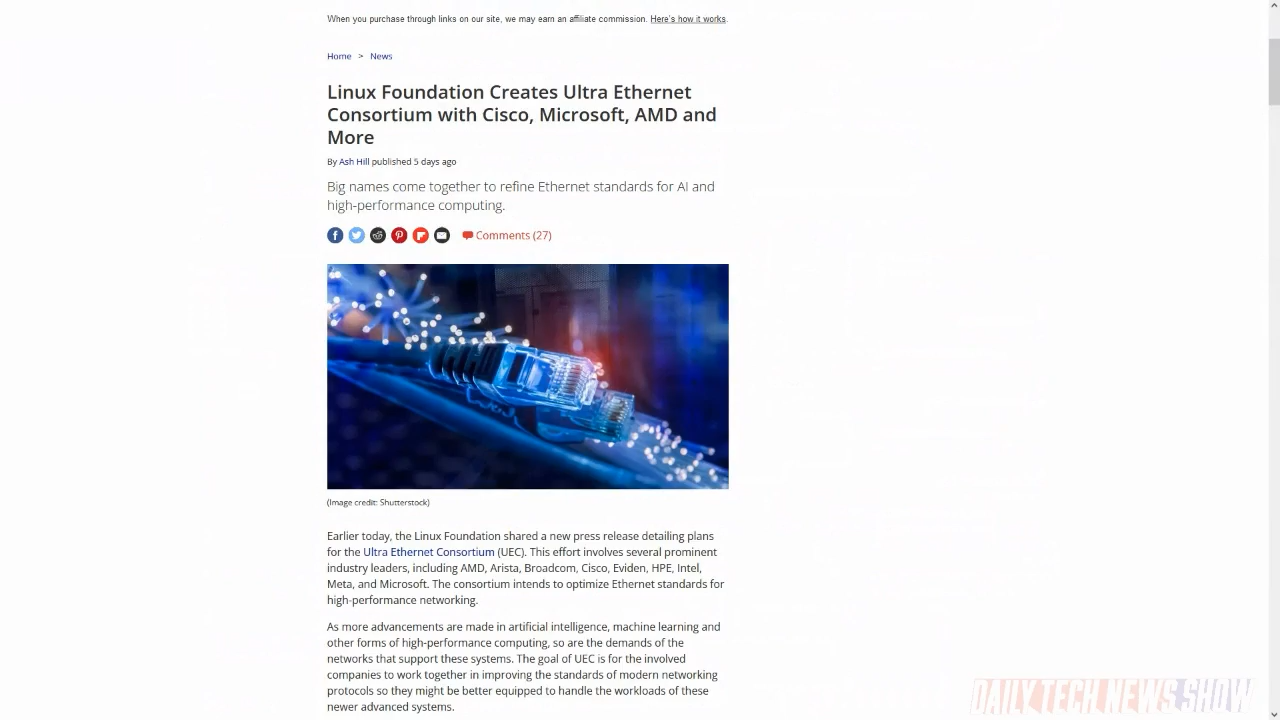 When you purchase through links on our site, we may earn an affiliate commission. Here's how it works.
Home > News
Linux Foundation Creates Ultra Ethernet
Consortium with Cisco, Microsoft, AMD and
More
By Ash Hill published 5 days ago
Big names come together to refine Ethernet standards for AI and
high-performance computing.
Comments (27)
(Image credit: Shutterstock)
Earlier today, the Linux Foundation shared a new press release detailing plans
for the Ultra Ethernet Consortium (UEC). This effort involves several prominent
industry leaders, including AMD, Arista, Broadcom, Cisco, Eviden, HPE, Intel,
Meta, and Microsoft. The consortium intends to optimize Ethernet standards for
high-performance networking.
As more advancements are made in artificial intelligence, machine learning and
other forms of high-performance computing, so are the demands of the
networks that support these systems. The goal of UEC is for the involved
companies to work together in improving the standards of modern networking
protocols so they might be better equipped to handle the workloads of these
newer advanced systems.
DAILY TECH NEWS SHOW